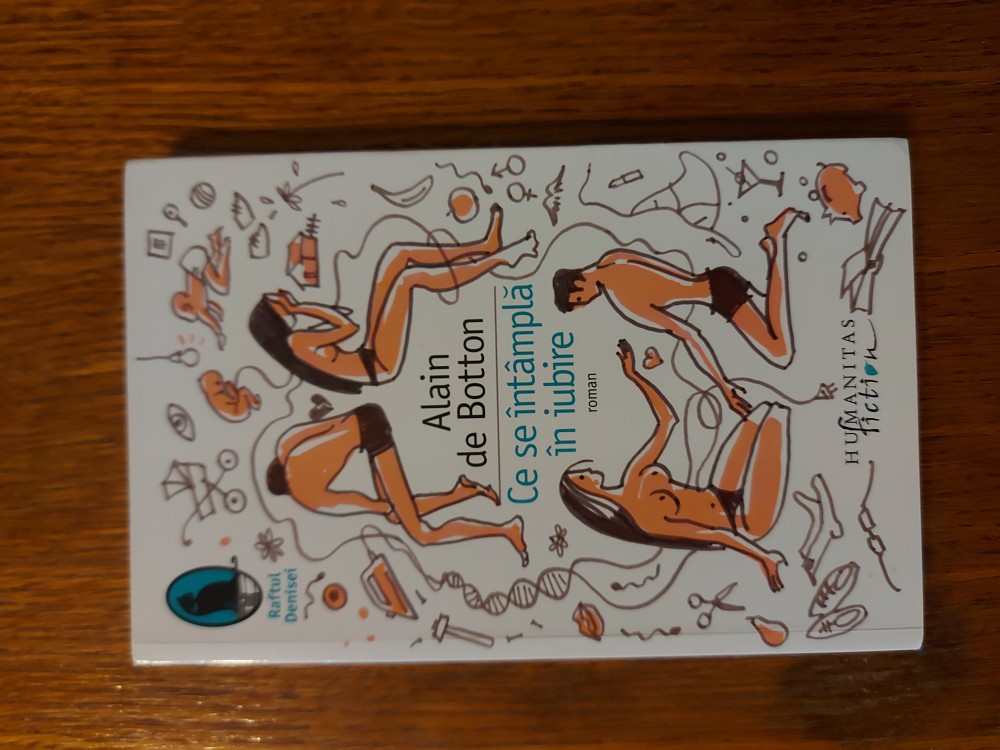 Raftul
Denisei
Alain
de Botton
Ce se întâmplă
în iubire
roman
HUMANITAS
fiction